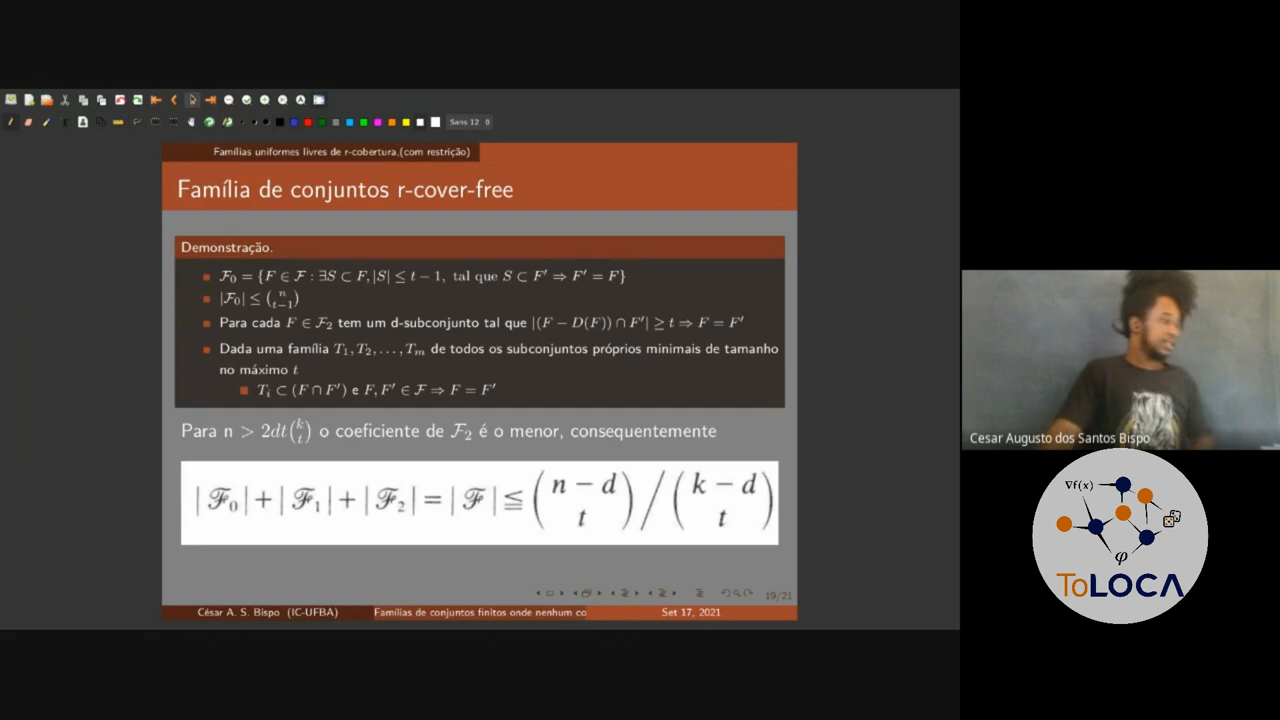 Sans 12
Famílias uniformes livres de r-cobertura,(com restrição)
Família de conjuntos r-cover-free
Demonstração.
ℱ₀ = {F ∈ ℱ : ∃S ⊂ F, |S| ≤ t − 1, tal que S ⊂ F′ ⇒ F′ = F}
|ℱ₀| ≤ (n t−1)
Para cada F ∈ ℱ₂ tem um d-subconjunto tal que |(F − D(F)) ∩ F′| ≥ t ⇒ F = F′
Dada uma família T₁, T₂, . . . , Tₘ de todos os subconjuntos próprios minimais de tamanho
no máximo t
Tᵢ ⊂ (F ∩ F′) e F, F′ ∈ ℱ ⇒ F = F′
Para n > 2dt(k t) o coeficiente de ℱ₂ é o menor, consequentemente
|ℱ₀| + |ℱ₁| + |ℱ₂| = |ℱ| ≦ (n − d t) / (k − d t)
19/21
César A. S. Bispo (IC-UFBA) Famílias de conjuntos finitos onde nenhum co Set 17, 2021
Cesar Augusto dos Santos Bispo
∇f(x)
φ
ToLOCA